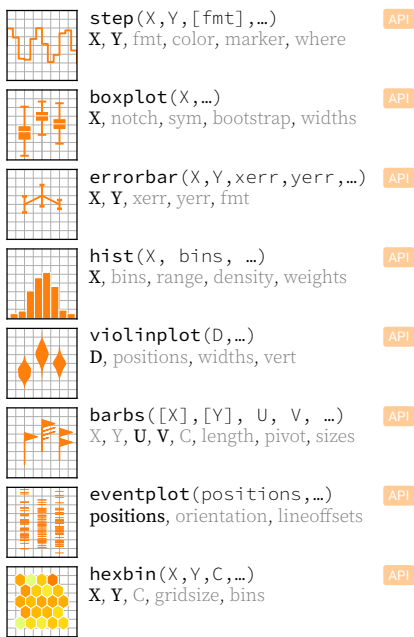 step(X,Y,[fmt],…) API
X, Y, fmt, color, marker, where
boxplot(X,…) API
X, notch, sym, bootstrap, widths
errorbar(X,Y,xerr,yerr,…) API
X, Y, xerr, yerr, fmt
hist(X, bins, …) API
X, bins, range, density, weights
violinplot(D,…) API
D, positions, widths, vert
barbs([X],[Y], U, V, …) API
X, Y, U, V, C, length, pivot, sizes
eventplot(positions,…) API
positions, orientation, lineoffsets
hexbin(X,Y,C,…) API
X, Y, C, gridsize, bins